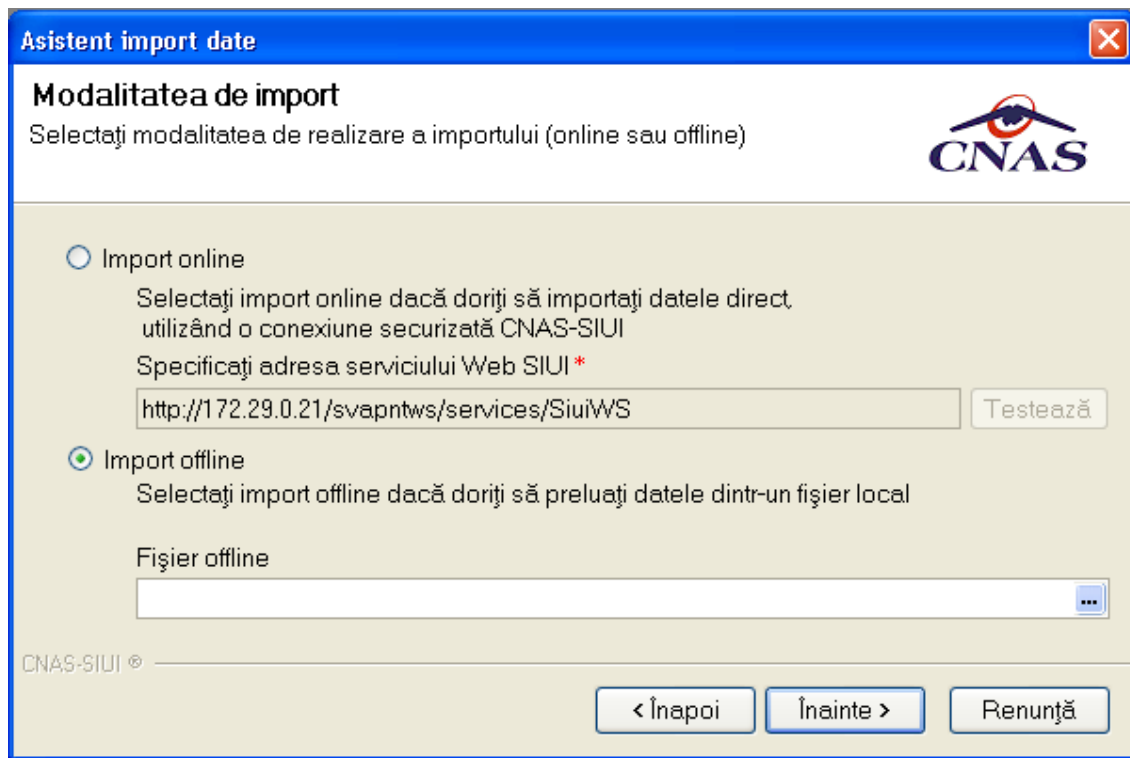 Asistent import date
Modalitatea de import
Selectaţi modalitatea de realizare a importului (online sau offline)
CNAS
Import online
Selectaţi import online dacă doriţi să importaţi datele direct,
utilizând o conexiune securizată CNAS-SIUI
Specificaţi adresa serviciului Web SIUI *
http://172.29.0.21/svapntws/services/SiuiWS
Testează
Import offline
Selectaţi import offline dacă doriţi să preluaţi datele dintr-un fişier local
Fişier offline
...
CNAS-SIUI ®
< Înapoi
Înainte >
Renunţă